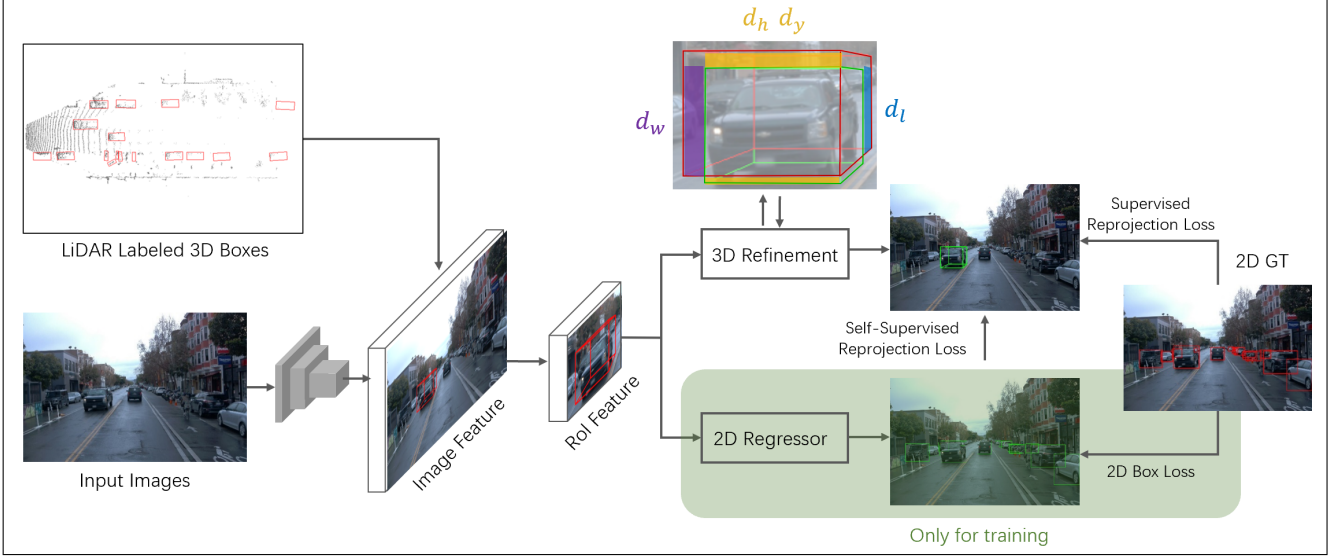 d_h d_y
d_w
d_l
LiDAR Labeled 3D Boxes
3D Refinement
Supervised
Reprojection Loss
2D GT
Self-Supervised
Reprojection Loss
Input Images
Image Feature
RoI Feature
2D Regressor
2D Box Loss
Only for training